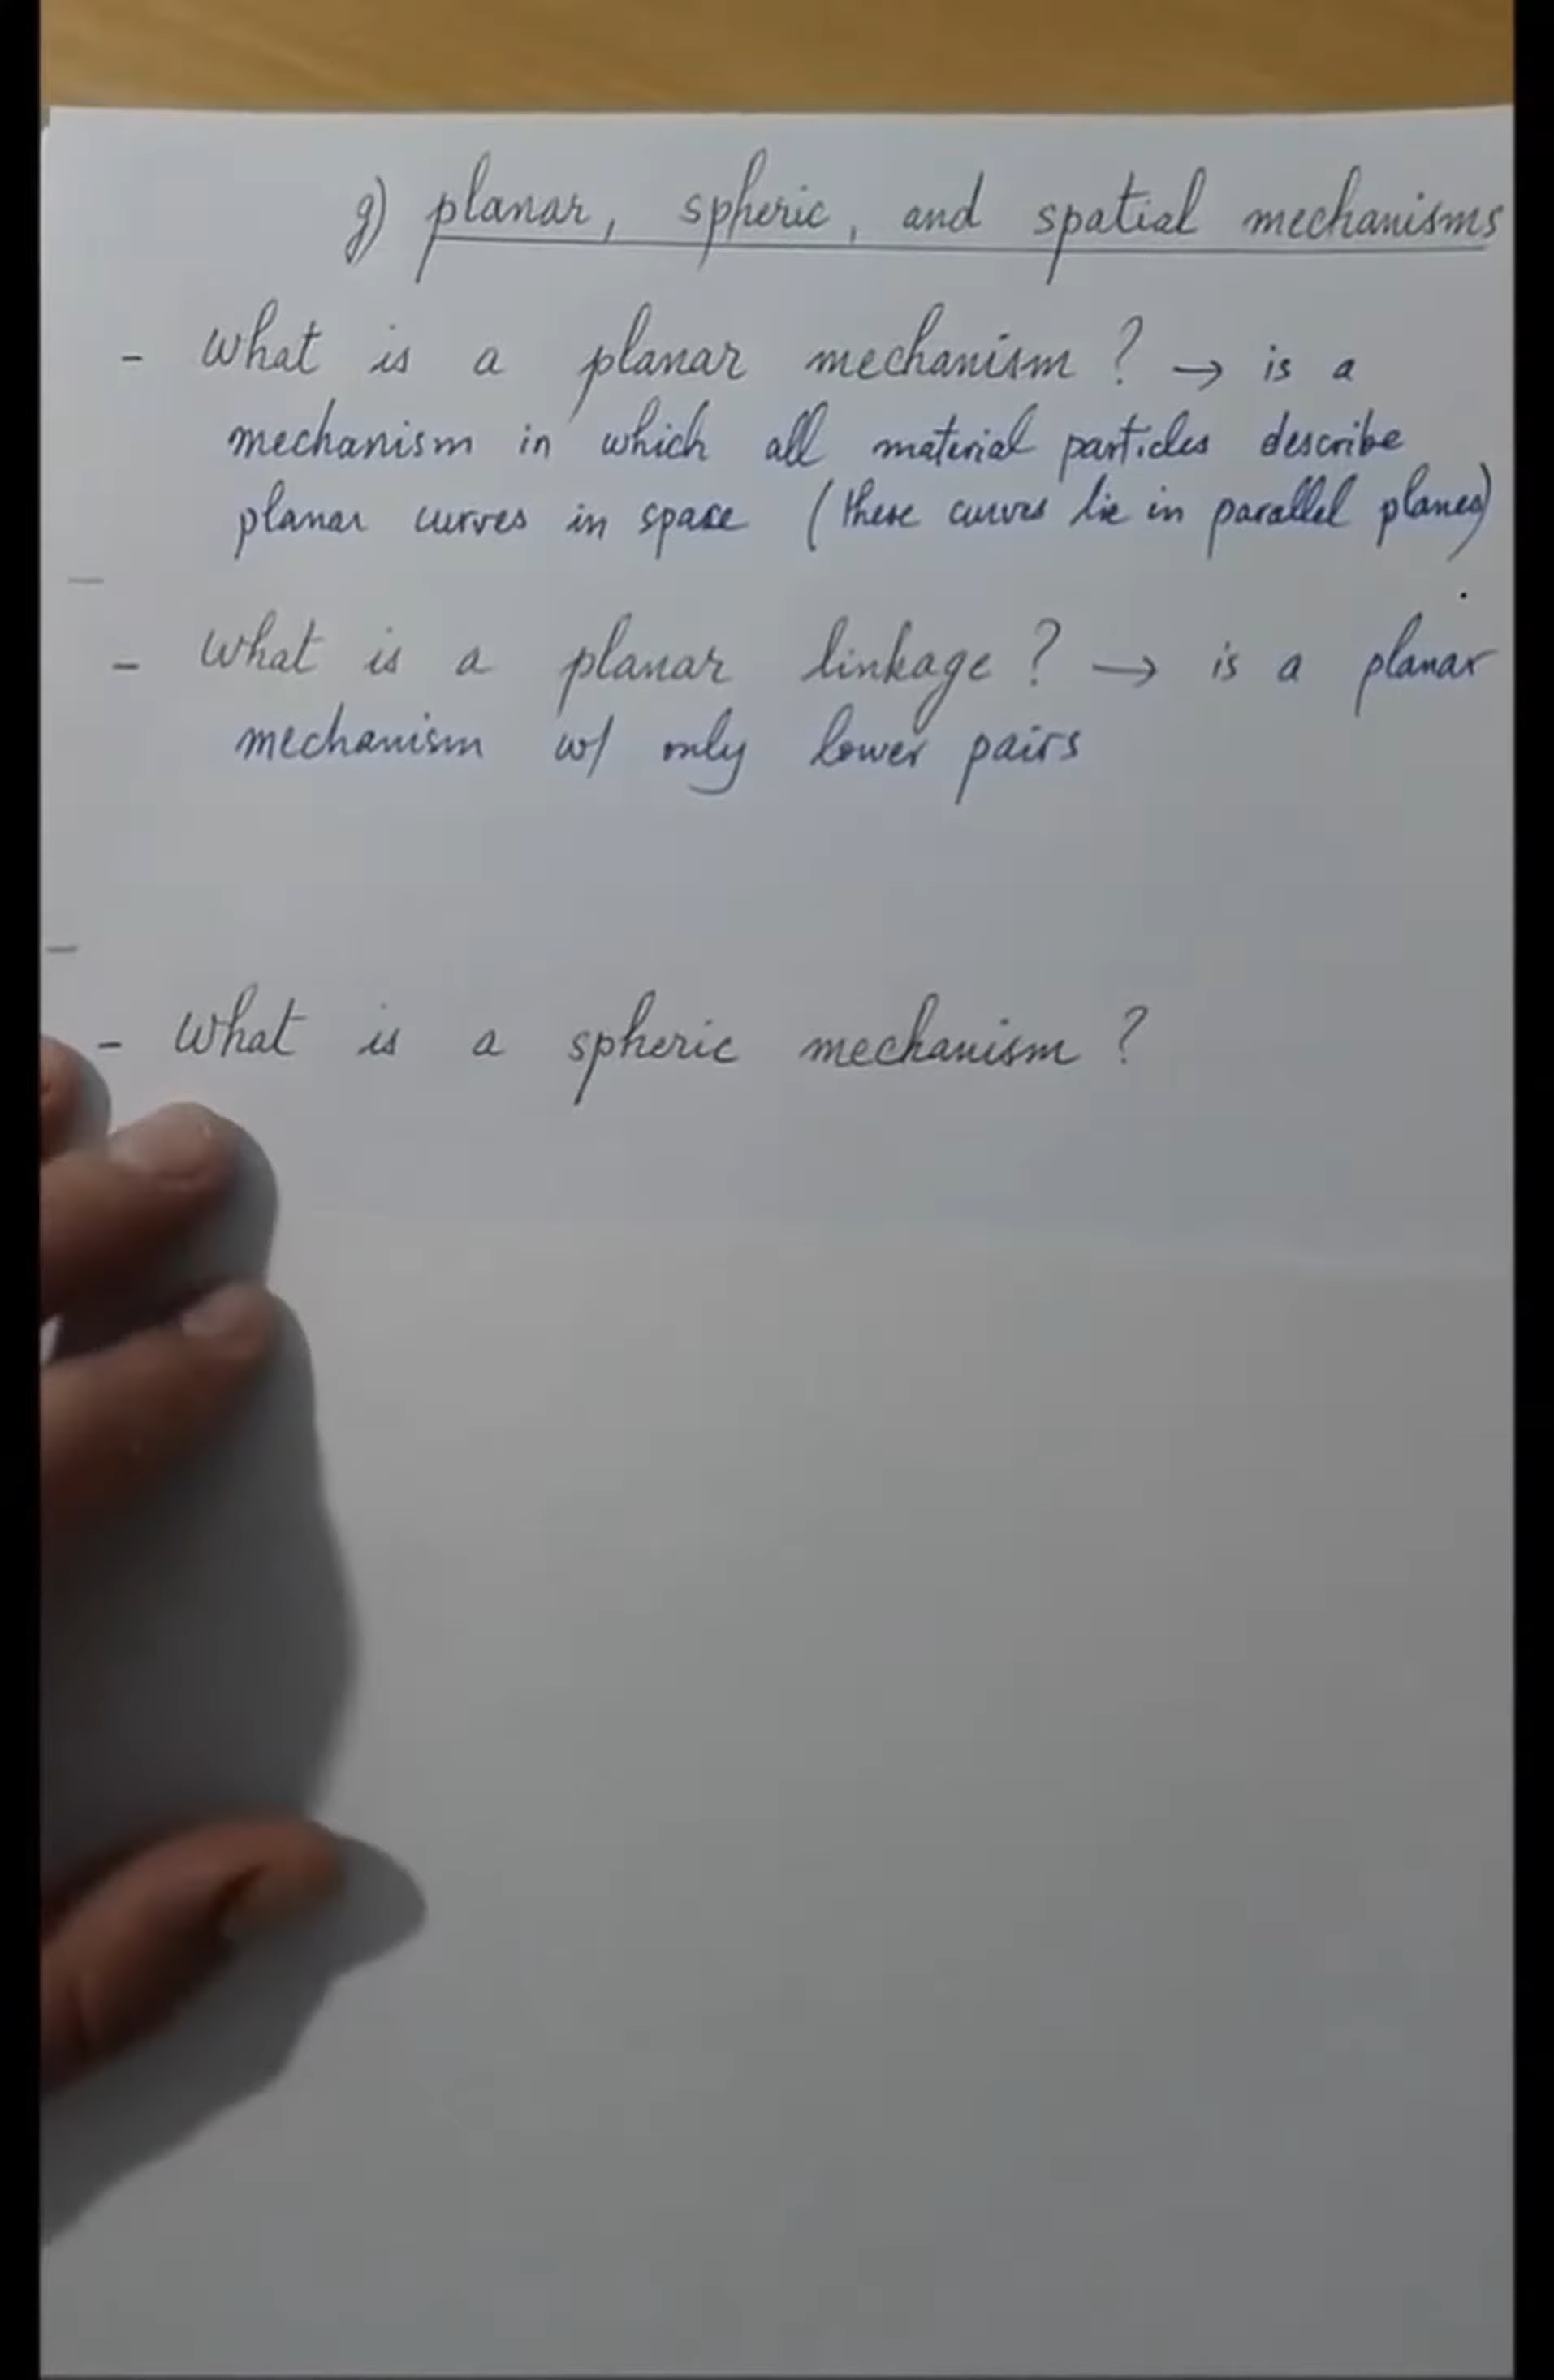 g) planar, spheric, and spatial mechanisms
- what is a planar mechanism? → is a
mechanism in which all material particles describe
planar curves in space (these curves lie in parallel planes)
- what is a planar linkage? → is a planar
mechanism w/ only lower pairs
- what is a spheric mechanism?